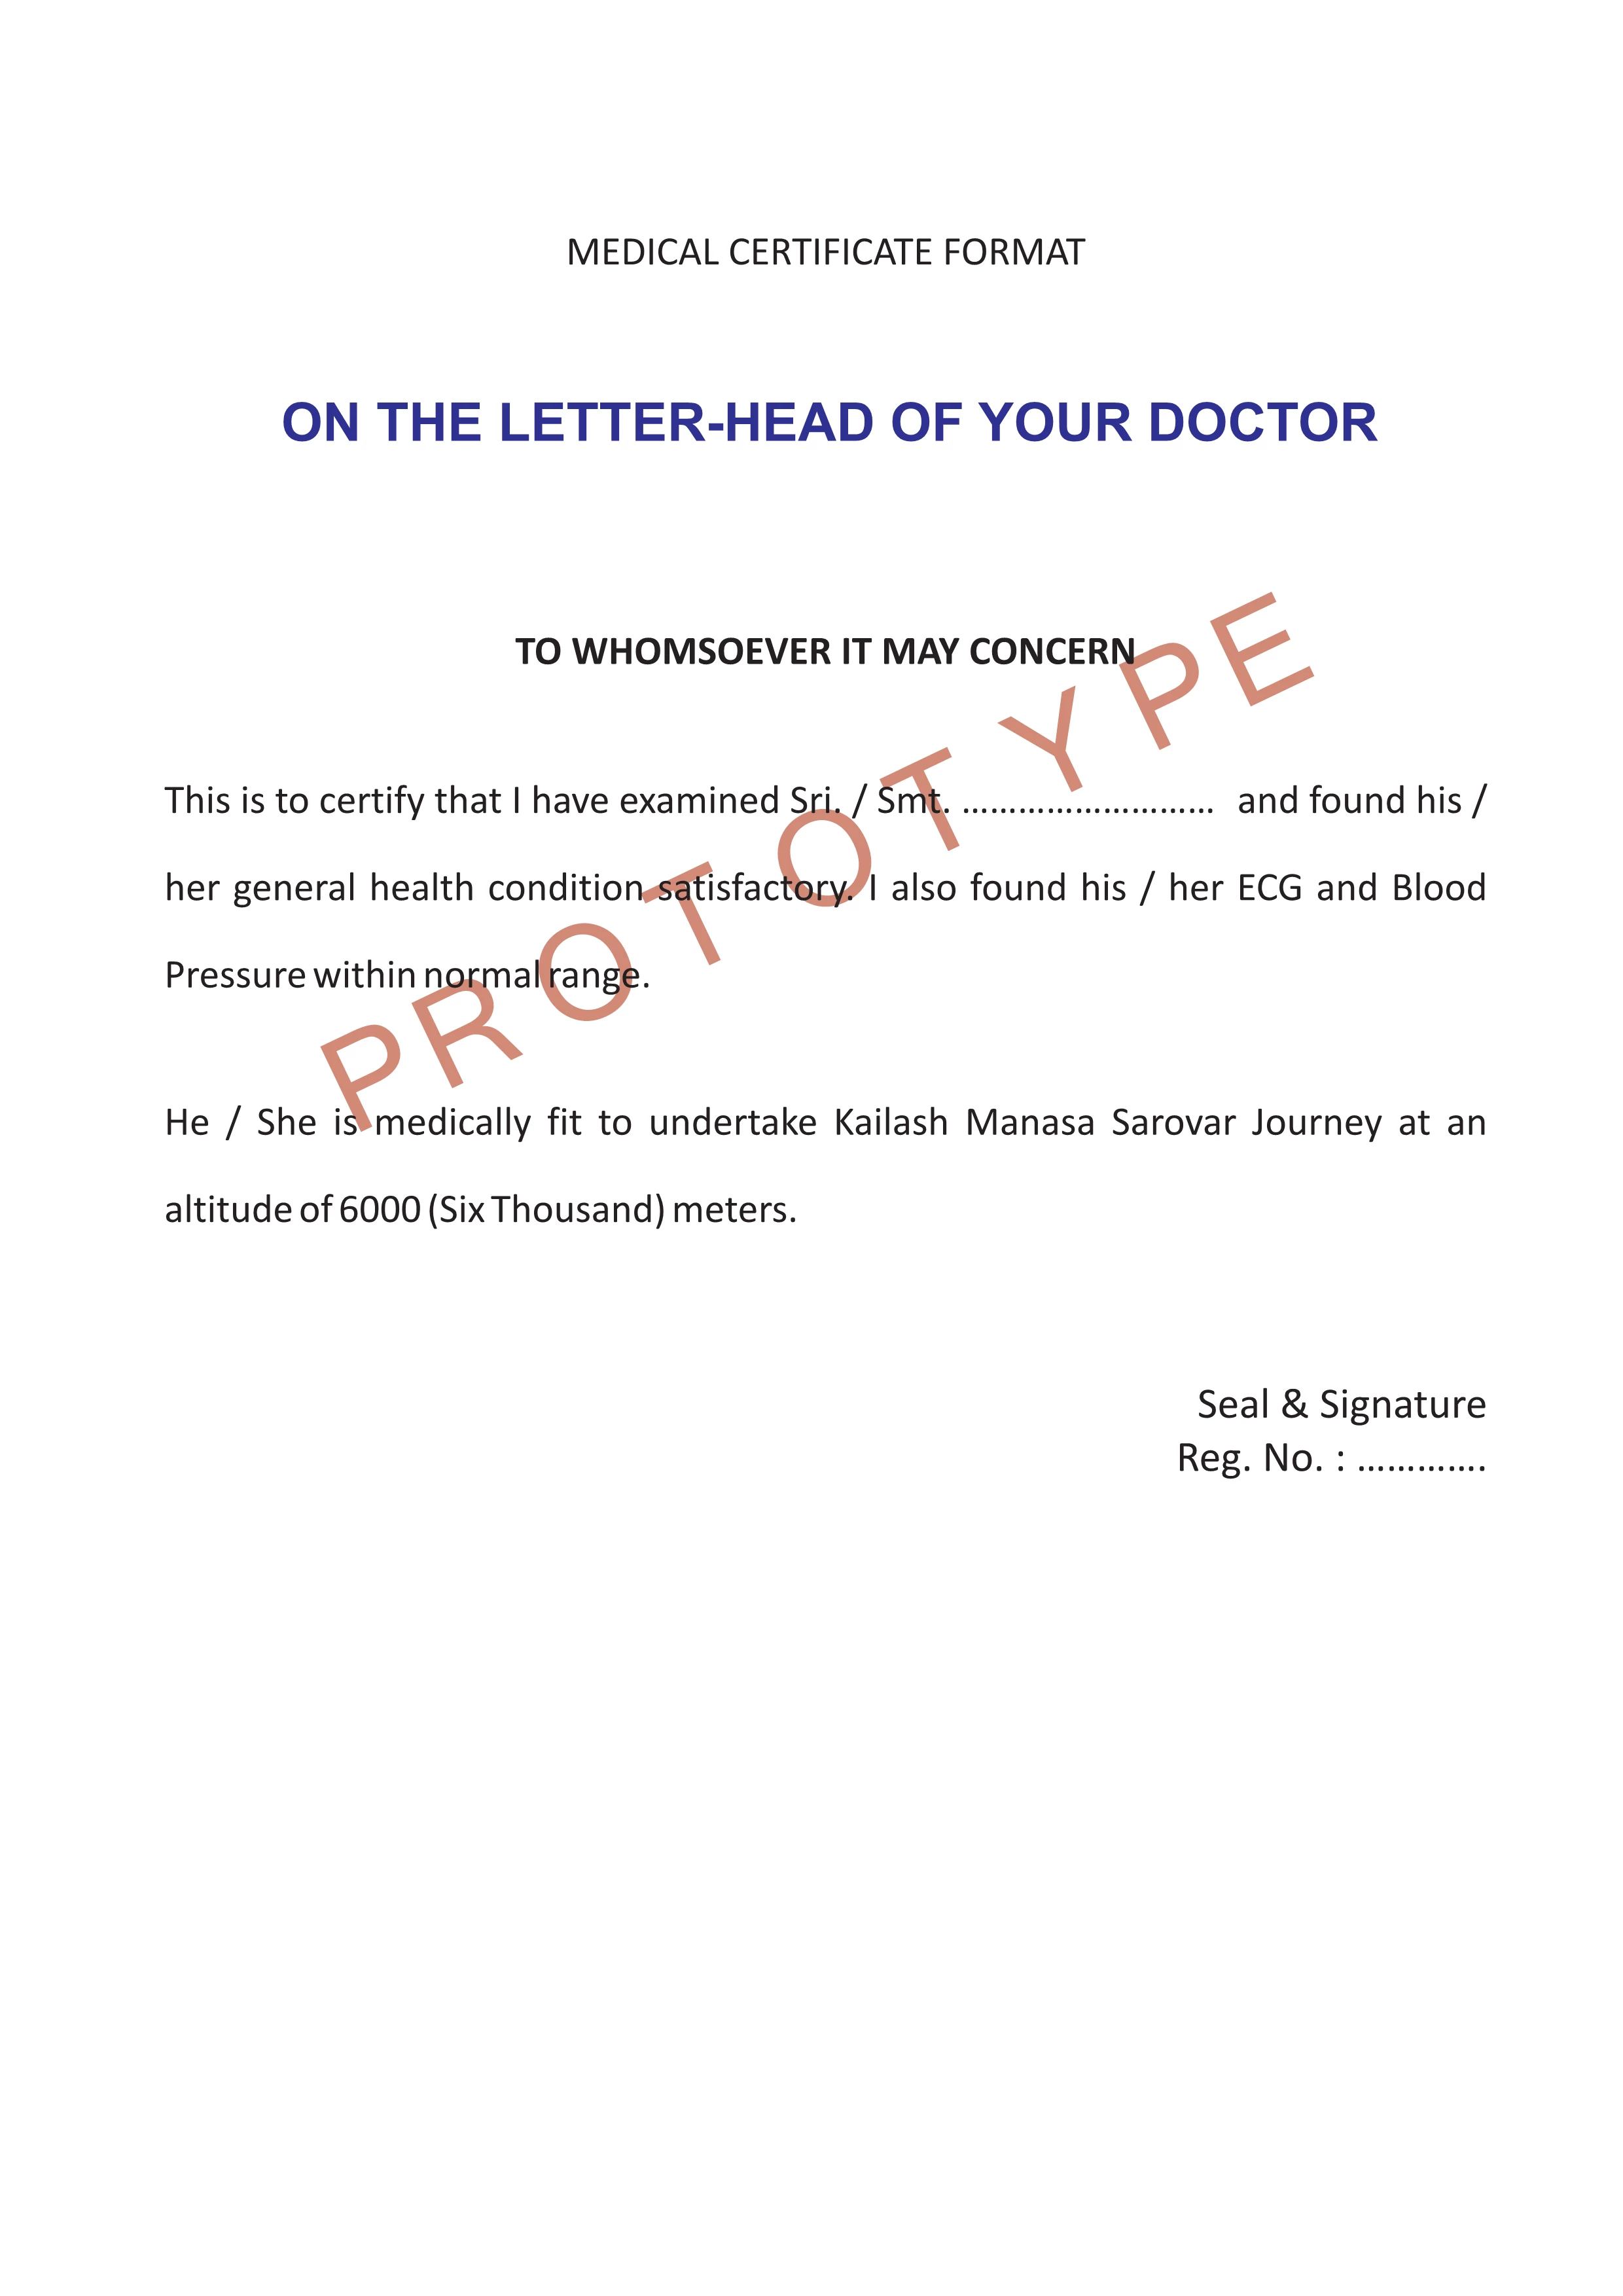 MEDICAL CERTIFICATE FORMAT
ON THE LETTER-HEAD OF YOUR DOCTOR
TO WHOMSOEVER IT MAY CONCERN
This is to certify that I have examined Sri. / Smt. ............................ and found his /
her general health condition satisfactory. I also found his / her ECG and Blood
Pressure within normal range.
He / She is medically fit to undertake Kailash Manasa Sarovar Journey at an
altitude of 6000 (Six Thousand) meters.
Seal & Signature
Reg. No. : .............
PROTOTYPE